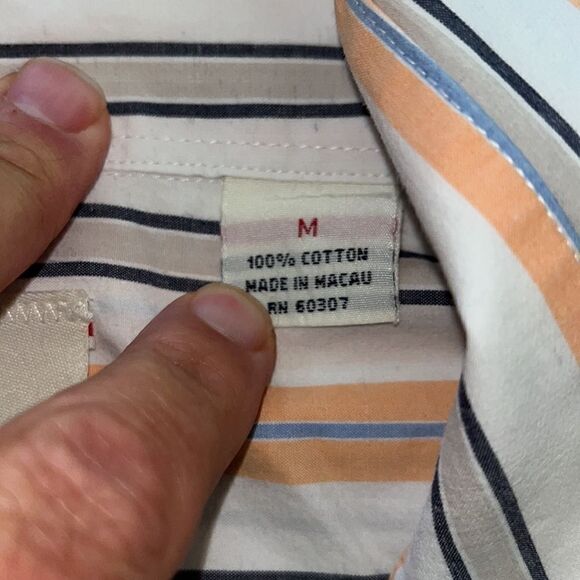 M
100% COTTON
MADE IN MACAU
RN 60307